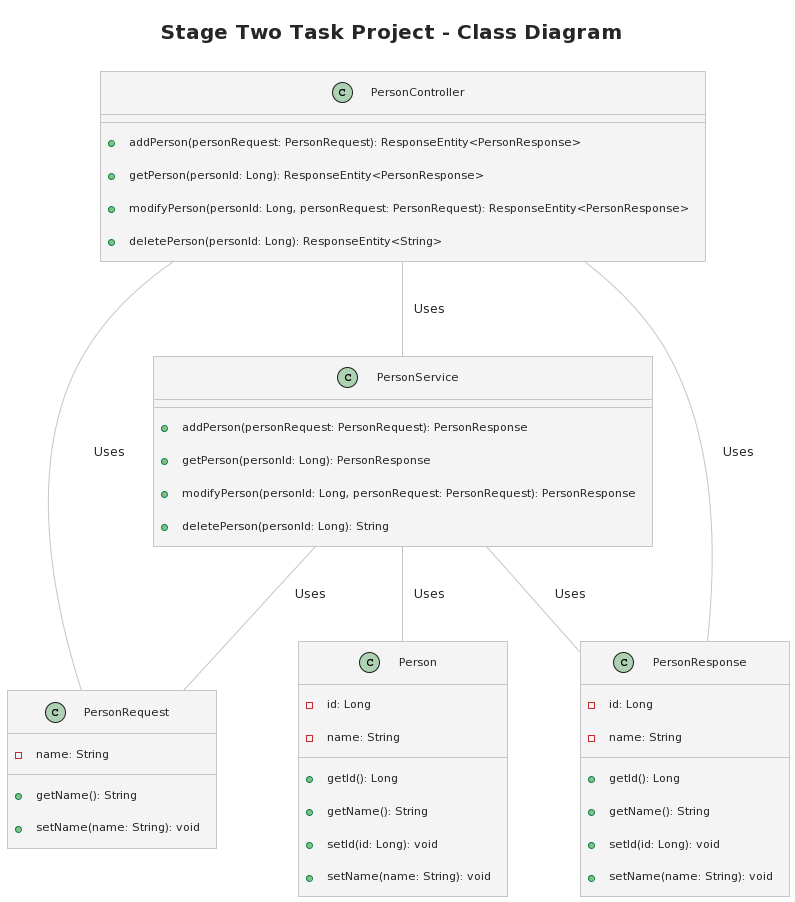 Stage Two Task Project - Class Diagram
C PersonController
addPerson(personRequest: PersonRequest): ResponseEntity<PersonResponse>
getPerson(personId: Long): ResponseEntity<PersonResponse>
modifyPerson(personId: Long, personRequest: PersonRequest): ResponseEntity<PersonResponse>
deletePerson(personId: Long): ResponseEntity<String>
Uses
C PersonService
addPerson(personRequest: PersonRequest): PersonResponse
getPerson(personId: Long): PersonResponse
modifyPerson(personId: Long, personRequest: PersonRequest): PersonResponse
deletePerson(personId: Long): String
Uses
Uses
Uses
Uses
Uses
C PersonRequest
name: String
getName(): String
setName(name: String): void
C Person
id: Long
name: String
getId(): Long
getName(): String
setId(id: Long): void
setName(name: String): void
C PersonResponse
id: Long
name: String
getId(): Long
getName(): String
setId(id: Long): void
setName(name: String): void